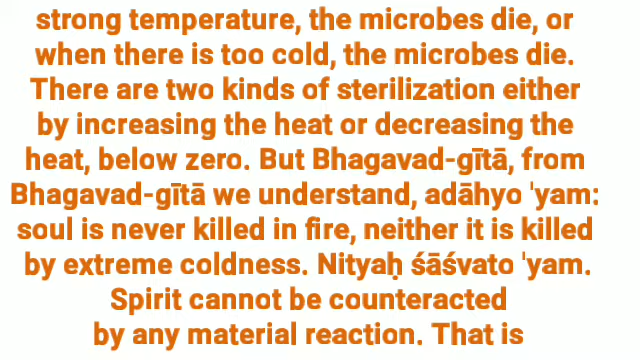 strong temperature, the microbes die, or
when there is too cold, the microbes die.
There are two kinds of sterilization either
by increasing the heat or decreasing the
heat, below zero. But Bhagavad-gītā, from
Bhagavad-gītā we understand, adāhyo 'yam:
soul is never killed in fire, neither it is killed
by extreme coldness. Nityaḥ śāśvato 'yam.
Spirit cannot be counteracted
by any material reaction. That is